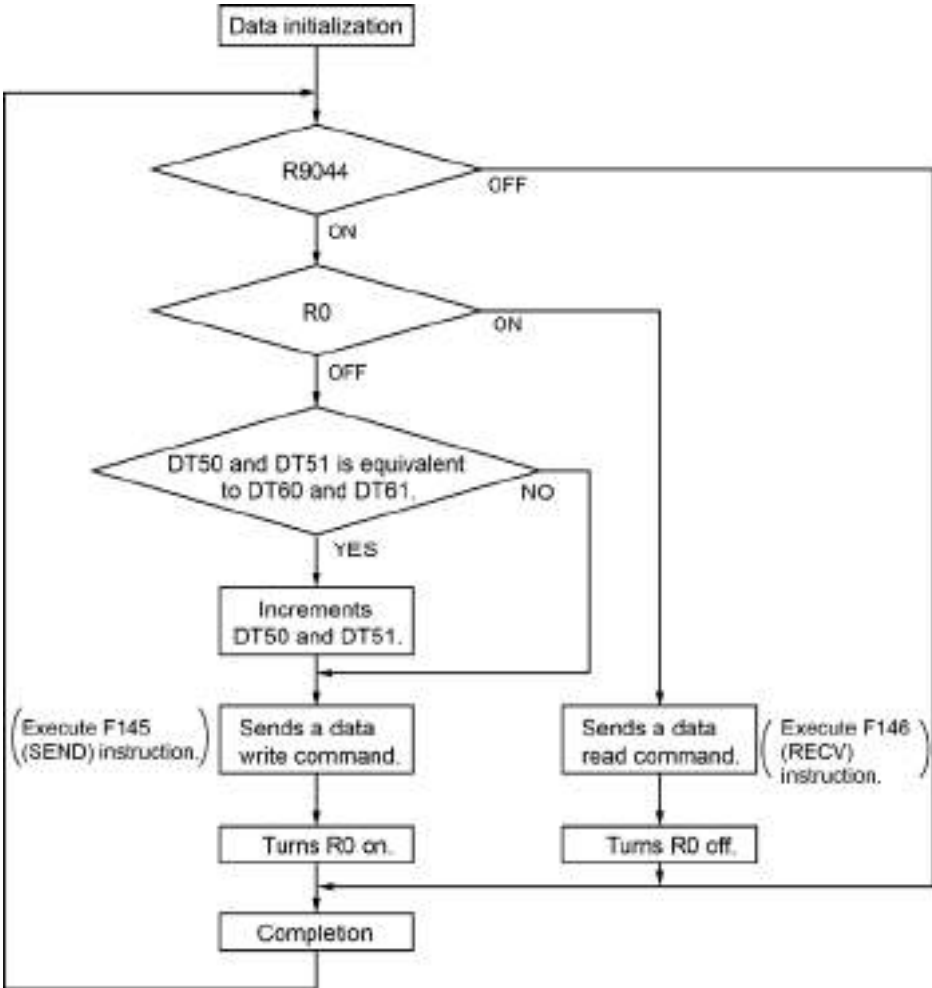 Data initialization
R9044
OFF
ON
R0
ON
OFF
DT50 and DT51 is equivalent
to DT60 and DT61.
NO
YES
Increments
DT50 and DT51.
(Execute F145
(SEND) instruction.)
Sends a data
write command.
Sends a data
read command.
(Execute F146
(RECV)
instruction.)
Turns R0 on.
Turns R0 off.
Completion